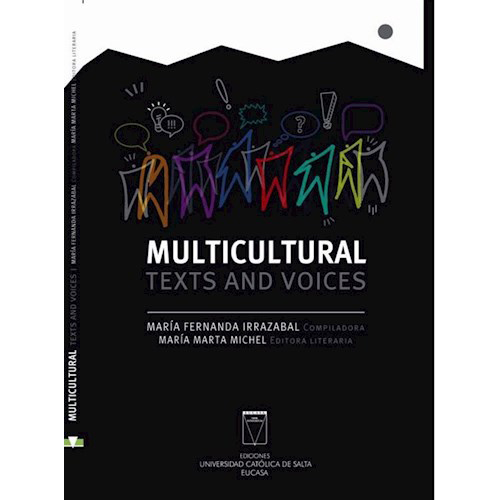 MULTICULTURAL
TEXTS AND VOICES
MARÍA FERNANDA IRRAZABAL COMPILADORA
MARÍA MARTA MICHEL EDITORA LITERARIA
EDICIONES
UNIVERSIDAD CATÓLICA DE SALTA
EUCASA
MULTICULTURAL TEXTS AND VOICES | MARÍA FERNANDA IRRAZABAL COMPILADORA MARÍA MARTA MICHEL EDITORA LITERARIA